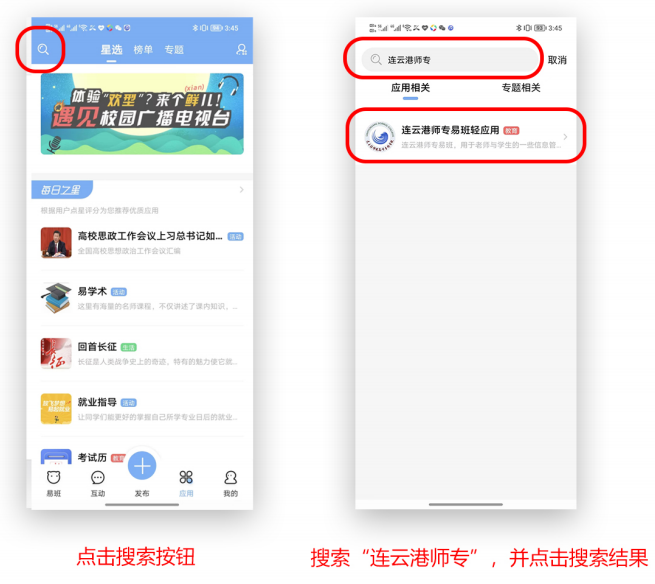 3:45
星选 榜单 专题
体验“欢型”?来个鲜儿!
(xian)
遇见校园广播电视台
每日之星
根据用户点星评分为您推荐优质应用
高校思政工作会议上习总书记如... 活动
全国高校思想政治工作会议汇编
易学术 活动
这里有海量的名师课程，不仅讲述了课内知识，...
回首长征 生活
长征是人类战争史上的奇迹，特有的魅力使它就...
就业指导 活动
让同学们能更好的掌握自己所学专业日后的就业...
考试历 教育
易班 互动 发布 应用 我的
点击搜索按钮
3:45
连云港师专 取消
应用相关 专题相关
连云港师专易班轻应用 教育
连云港师专易班，用于老师与学生的一些信息管...
搜索“连云港师专”，并点击搜索结果